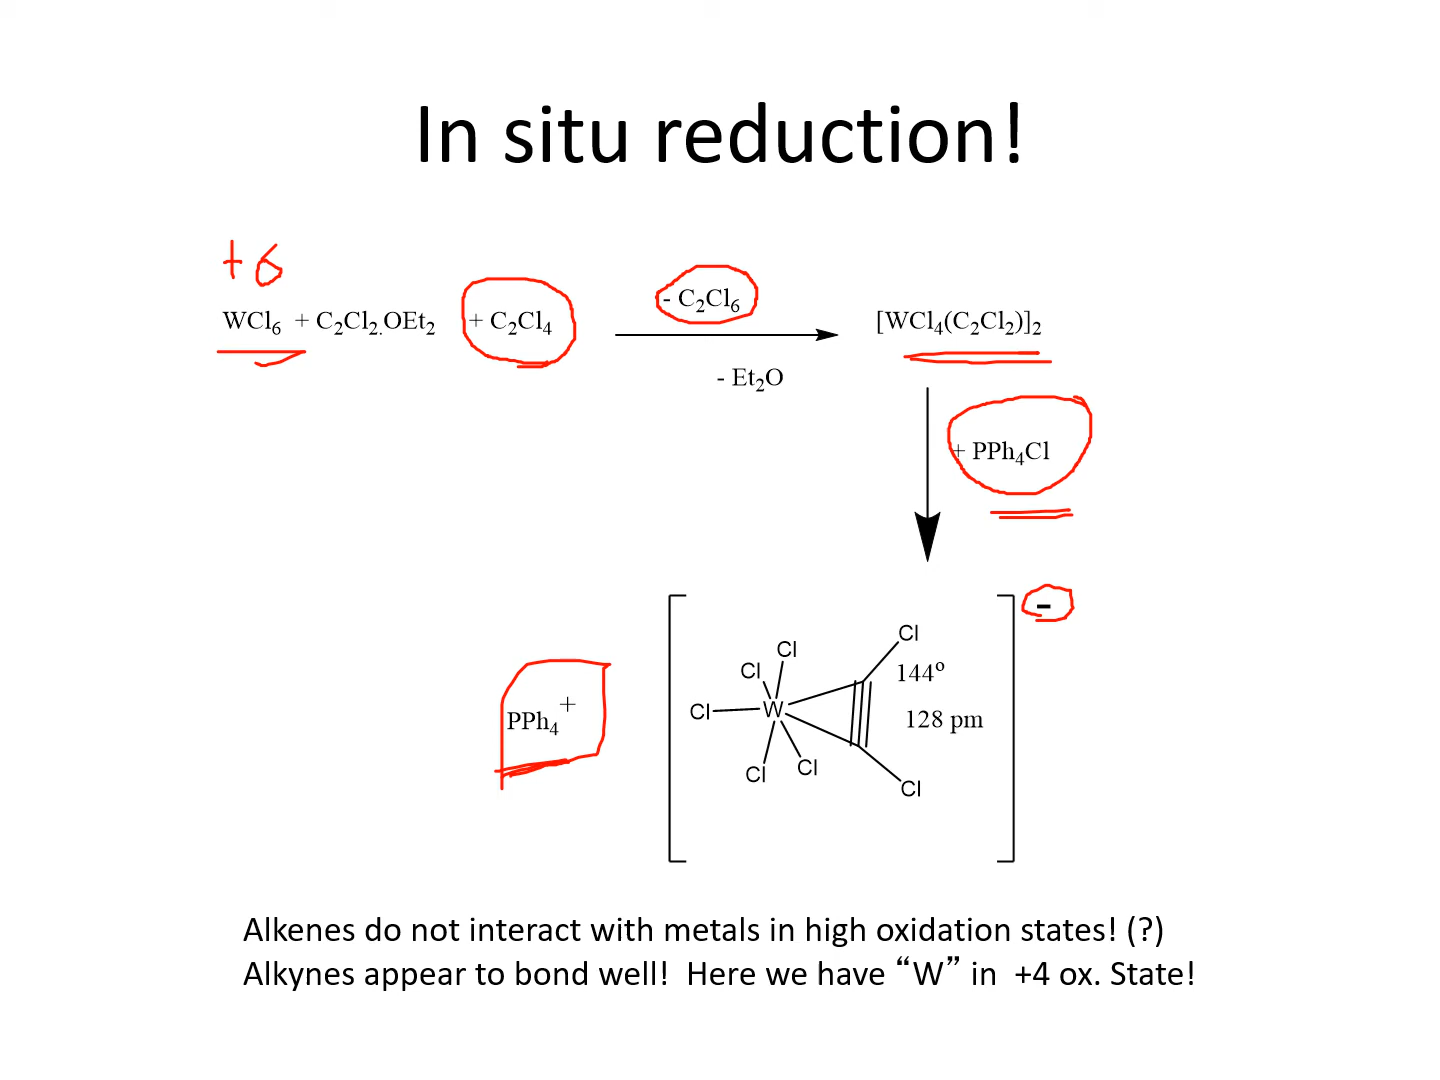 In situ reduction!
+6
WCl6 + C2Cl2.OEt2 + C2Cl4
- C2Cl6
- Et2O
[WCl4(C2Cl2)]2
+ PPh4Cl
-
PPh4+
Cl
Cl
Cl
Cl W
Cl
Cl
Cl
144º
128 pm
Alkenes do not interact with metals in high oxidation states! (?)
Alkynes appear to bond well! Here we have “W” in +4 ox. State!